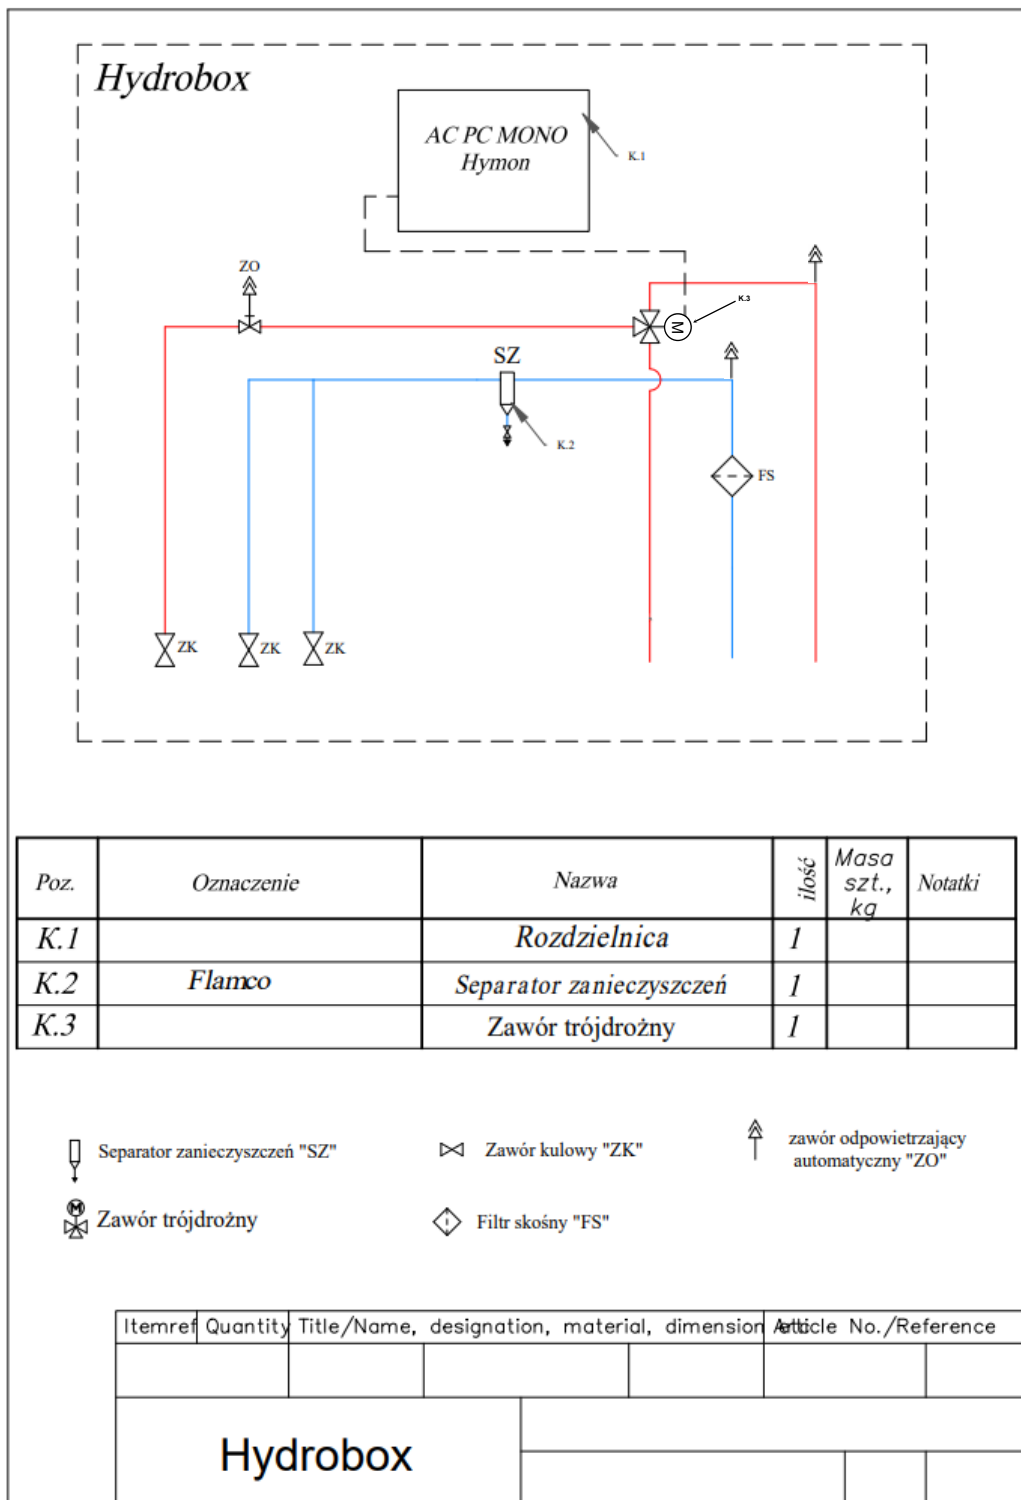 Hydrobox
AC PC MONO
Hymon
K.1
ZO
M
K.3
SZ
K.2
FS
ZK
ZK
ZK
Poz.
Oznaczenie
Nazwa
ilość
Masa
szt.,
kg
Notatki
K.1
Rozdzielnica
1
K.2
Flamco
Separator zanieczyszczeń
1
K.3
Zawór trójdrożny
1
Separator zanieczyszczeń "SZ"
Zawór kulowy "ZK"
zawór odpowietrzający
automatyczny "ZO"
M
Zawór trójdrożny
Filtr skośny "FS"
Itemref
Quantity
Title/Name, designation, material, dimension etc
Article No./Reference
Hydrobox